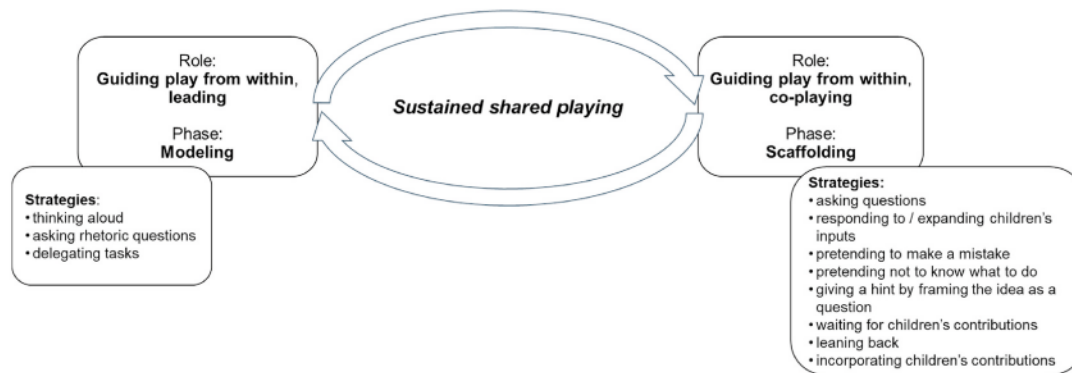 Role:
Guiding play from within,
leading
Phase:
Modeling
Strategies:
• thinking aloud
• asking rhetoric questions
• delegating tasks
Sustained shared playing
Role:
Guiding play from within,
co-playing
Phase:
Scaffolding
Strategies:
• asking questions
• responding to / expanding children's
inputs
• pretending to make a mistake
• pretending not to know what to do
• giving a hint by framing the idea as a
question
• waiting for children's contributions
• leaning back
• incorporating children's contributions